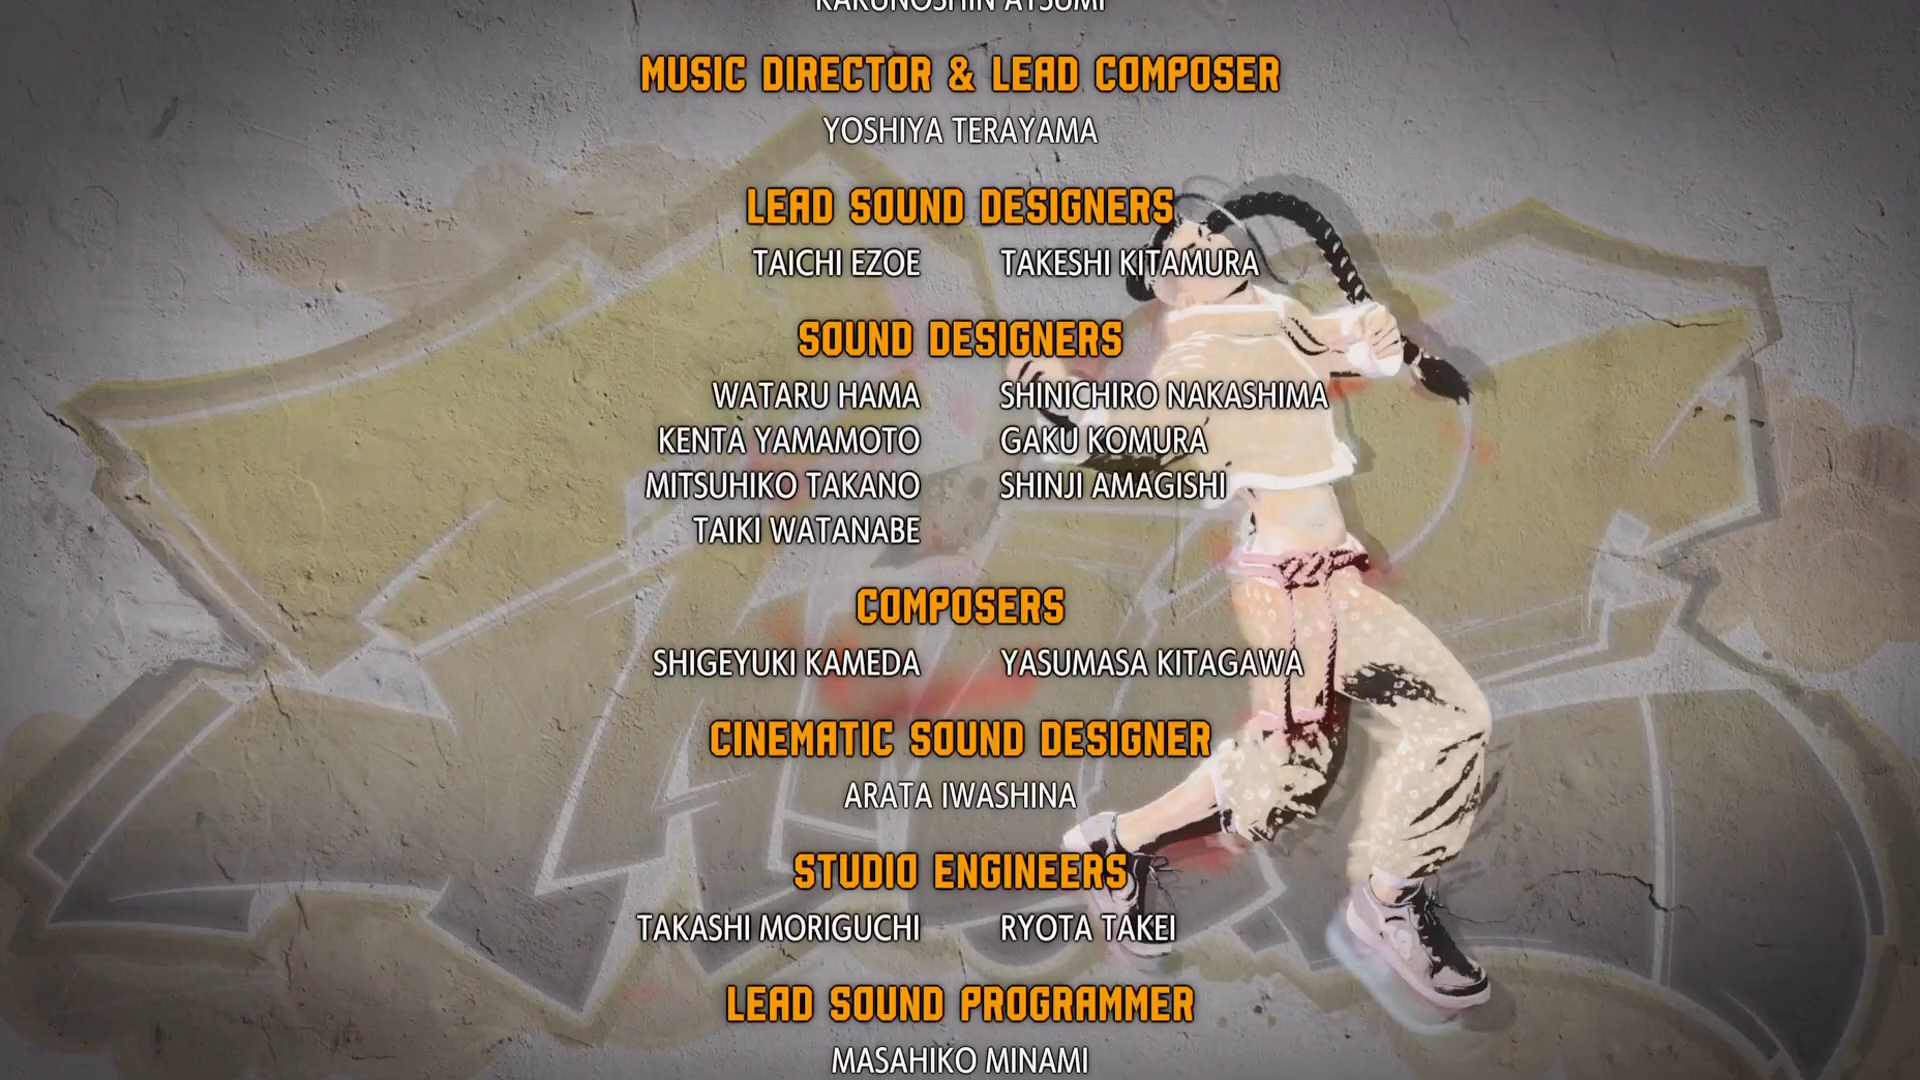 KAKUNOSHIN ATSUMI
MUSIC DIRECTOR & LEAD COMPOSER
YOSHIYA TERAYAMA
LEAD SOUND DESIGNERS
TAICHI EZOE TAKESHI KITAMURA
SOUND DESIGNERS
WATARU HAMA SHINICHIRO NAKASHIMA
KENTA YAMAMOTO GAKU KOMURA
MITSUHIKO TAKANO SHINJI AMAGISHI
TAIKI WATANABE
COMPOSERS
SHIGEYUKI KAMEDA YASUMASA KITAGAWA
CINEMATIC SOUND DESIGNER
ARATA IWASHINA
STUDIO ENGINEERS
TAKASHI MORIGUCHI RYOTA TAKEI
LEAD SOUND PROGRAMMER
MASAHIKO MINAMI